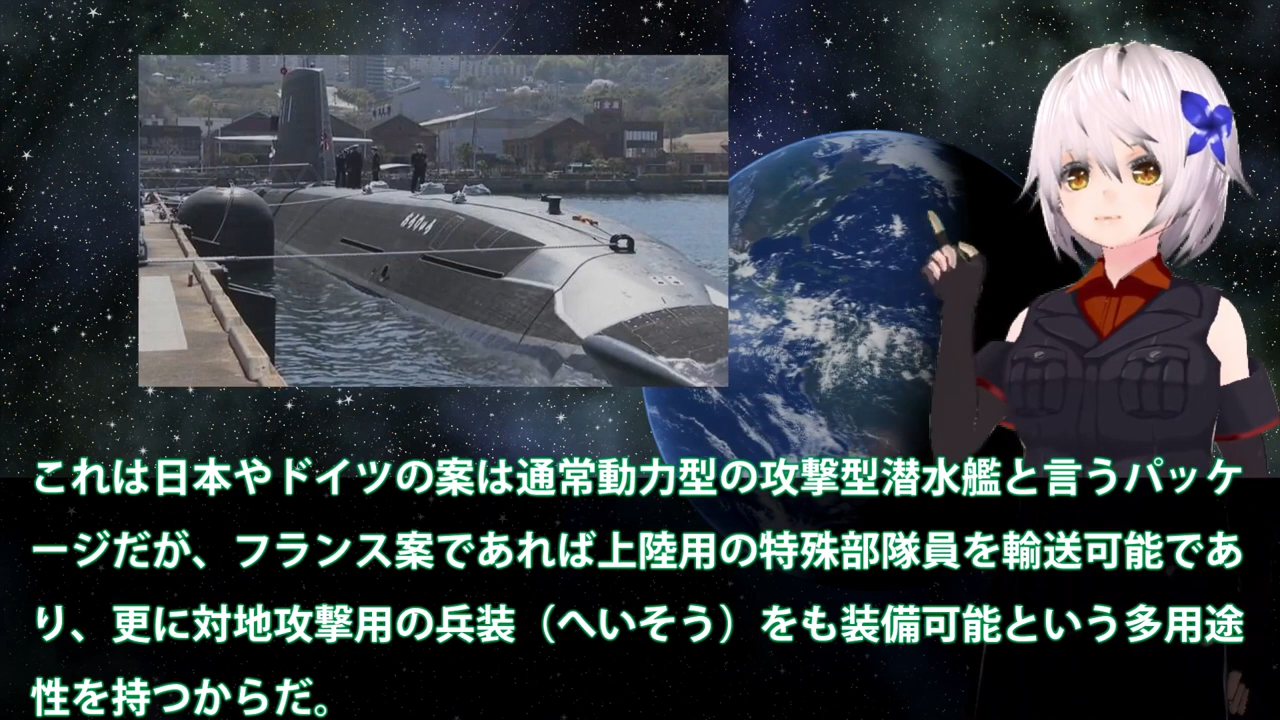 これは日本やドイツの案は通常動力型の攻撃型潜水艦と言うパッケ
ージだが、フランス案であれば上陸用の特殊部隊員を輸送可能であ
り、更に対地攻撃用の兵装（へいそう）をも装備可能という多用途
性を持つからだ。